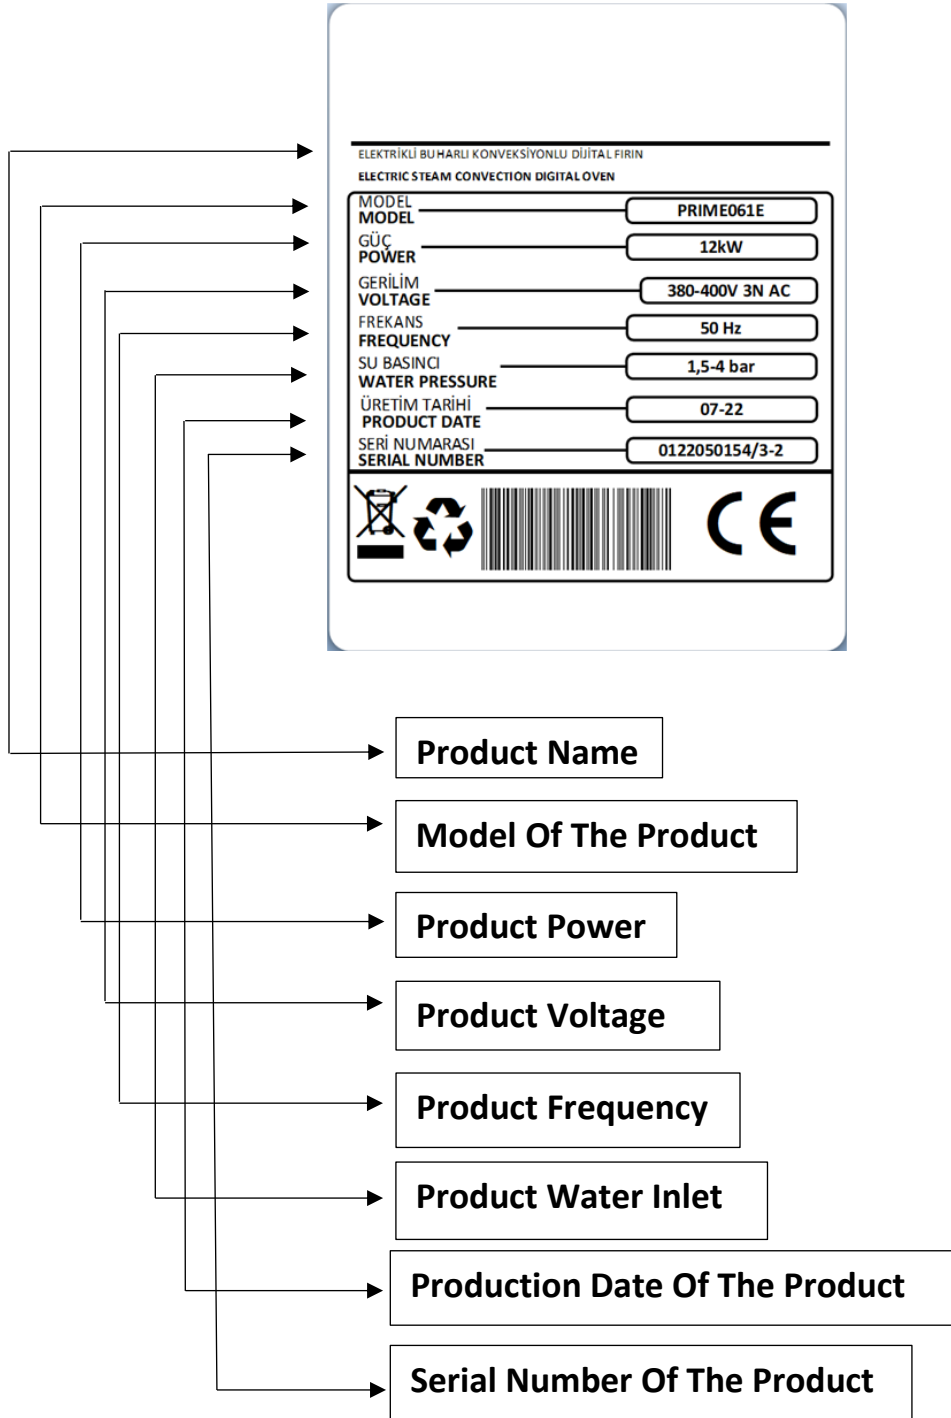 ELEKTRİKLİ BUHARLI KONVEKSİYONLU DİJİTAL FIRIN
ELECTRIC STEAM CONVECTION DIGITAL OVEN
MODEL
MODEL
PRIME061E
GÜÇ
POWER
12kW
GERİLİM
VOLTAGE
380-400V 3N AC
FREKANS
FREQUENCY
50 Hz
SU BASINCI
WATER PRESSURE
1,5-4 bar
ÜRETİM TARİHİ
PRODUCT DATE
07-22
SERİ NUMARASI
SERIAL NUMBER
0122050154/3-2
CE
Product Name
Model Of The Product
Product Power
Product Voltage
Product Frequency
Product Water Inlet
Production Date Of The Product
Serial Number Of The Product